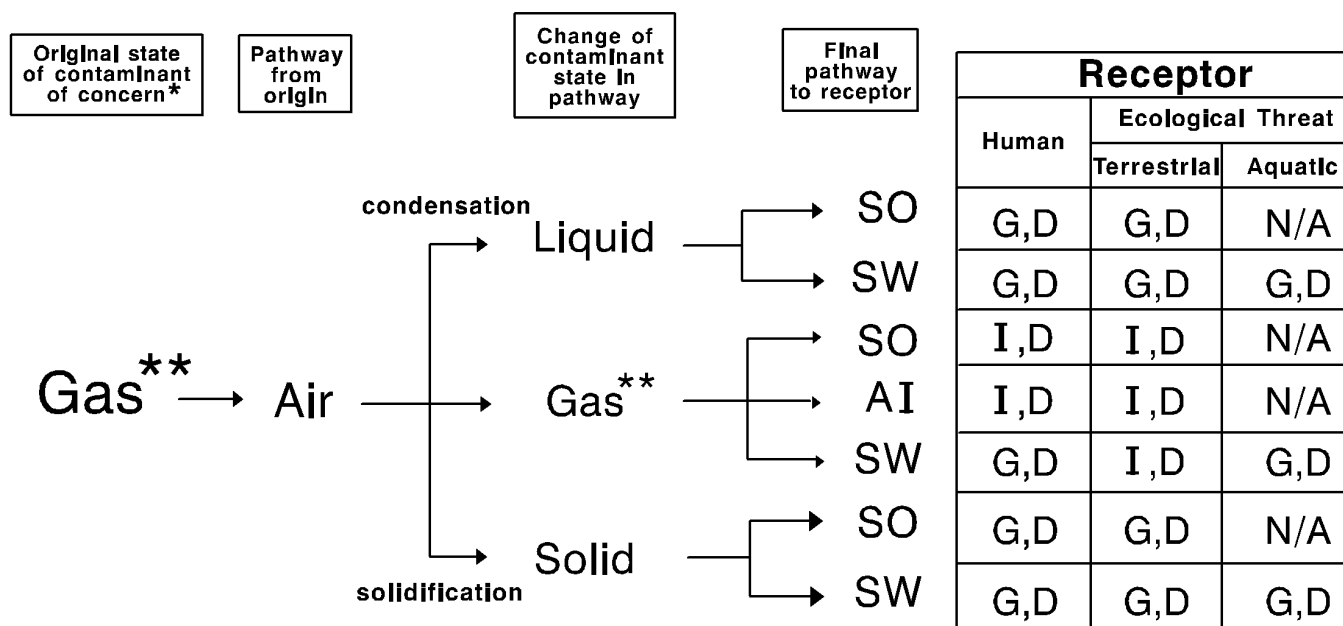 Original state
of contaminant
of concern*
Pathway
from
origin
Change of
contaminant
state in
pathway
Final
pathway
to receptor
Receptor
Human
Ecological Threat
Terrestrial
Aquatic
condensation
Liquid
SO
G,D
G,D
N/A
SW
G,D
G,D
G,D
Gas**
Air
Gas**
SO
I,D
I,D
N/A
AI
I,D
I,D
N/A
SW
G,D
I,D
G,D
solidification
Solid
SO
G,D
G,D
N/A
SW
G,D
G,D
G,D